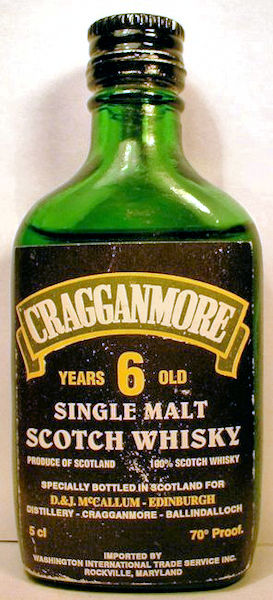 CRAGGANMORE
YEARS 6 OLD
SINGLE MALT
SCOTCH WHISKY
PRODUCE OF SCOTLAND 100% SCOTCH WHISKY
SPECIALLY BOTTLED IN SCOTLAND FOR
D.&J. McCALLUM - EDINBURGH
DISTILLERY - CRAGGANMORE - BALLINDALLOCH
5 cl 70° Proof.
IMPORTED BY
WASHINGTON INTERNATIONAL TRADE SERVICE INC.
ROCKVILLE, MARYLAND